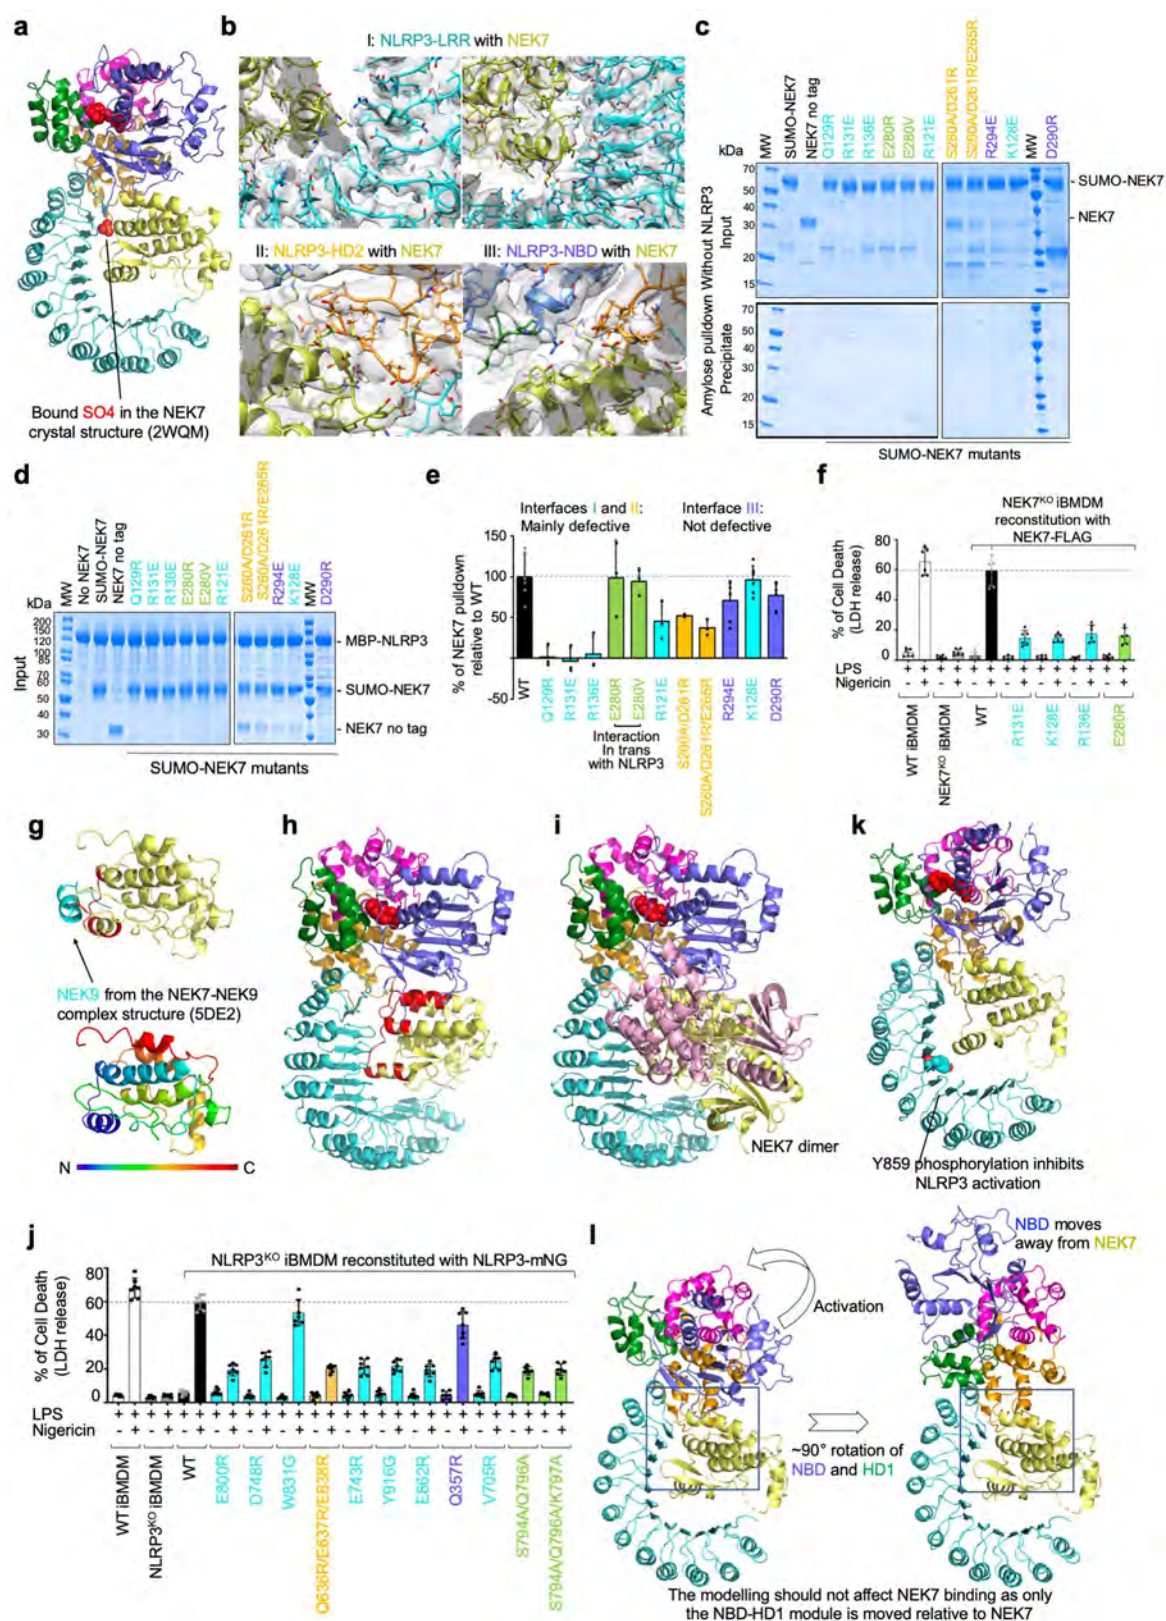 a
Bound SO4 in the NEK7
crystal structure (2WQM)
b
I: NLRP3-LRR with NEK7
II: NLRP3-HD2 with NEK7
III: NLRP3-NBD with NEK7
c
kDa
MW
SUMO-NEK7
NEK7 no tag
Q129R
R131E
R136E
E280R
E280V
R121E
S260A/D261R
S260A/D261R/E265R
R294E
K128E
MW
D290R
Amylose pulldown Without NLRP3
Input
Precipitate
70
50
40
30
20
15
70
50
40
30
20
15
SUMO-NEK7
NEK7
SUMO-NEK7 mutants
d
kDa
MW
No NEK7
SUMO-NEK7
NEK7 no tag
Q129R
R131E
R136E
E280R
E280V
R121E
S260A/D261R
S260A/D261R/E265R
R294E
K128E
MW
D290R
Input
200
150
120
100
85
70
60
50
40
30
MBP-NLRP3
SUMO-NEK7
NEK7 no tag
SUMO-NEK7 mutants
e
Interfaces I and II:
Mainly defective
Interface III:
Not defective
% of NEK7 pulldown
relative to WT
150
100
50
-50
WT
Q129R
R131E
R136E
E280R
E280V
R121E
S260A/D261R
S260A/D261R/E265R
R294E
K128E
D290R
Interaction
In trans
with NLRP3
f
NEK7KO iBMDM
reconstitution with
NEK7-FLAG
% of Cell Death
(LDH release)
80
60
40
20
0
LPS + + + + + + + + + + + + + +
Nigericin - + - + - + - + - + - + - +
WT iBMDM
NEK7KO iBMDM
WT
R131E
K128E
R136E
E280R
g
NEK9 from the NEK7-NEK9
complex structure (5DE2)
N
C
h
i
NEK7 dimer
k
Y859 phosphorylation inhibits
NLRP3 activation
j
NLRP3KO iBMDM reconstituted with NLRP3-mNG
% of Cell Death
(LDH release)
80
60
40
20
0
LPS + + + + + + + + + + + + + + + + + + + + + + + + + + + +
Nigericin - + - + - + - + - + - + - + - + - + - + - + - + - + - +
WT iBMDM
NLRP3KO iBMDM
WT
E800R
D748R
W831G
Q636R/E637R/E638R
E743R
Y916G
E862R
Q357R
V705R
S794A/Q796A
S794A/Q796A/K797A
l
NBD moves
away from NEK7
Activation
~90° rotation of
NBD and HD1
The modelling should not affect NEK7 binding as only
the NBD-HD1 module is moved relative to NEK7